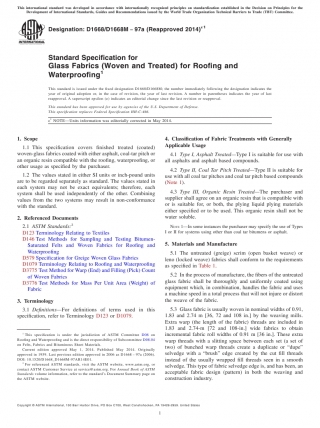 This international standard was developed in accordance with internationally recognized principles on standardization established in the Decision on Principles for the
Development of International Standards, Guides and Recommendations issued by the World Trade Organization Technical Barriers to Trade (TBT) Committee.
Designation: D1668/D1668M − 97a (Reapproved 2014)ε1
Standard Specification for
Glass Fabrics (Woven and Treated) for Roofing and
Waterproofing1
This standard is issued under the fixed designation D1668/D1668M; the number immediately following the designation indicates the
year of original adoption or, in the case of revision, the year of last revision. A number in parentheses indicates the year of last
reapproval. A superscript epsilon (ε) indicates an editorial change since the last revision or reapproval.
This standard has been approved for use by agencies of the U.S. Department of Defense.
This specification replaces Federal Specification HH-C-466.
ε1 NOTE—Units information was editorially corrected in May 2014.
1. Scope
1.1 This specification covers finished treated (coated)
woven-glass fabrics coated with either asphalt, coal tar pitch or
an organic resin compatible with the roofing, waterproofing, or
other usage as specified by the purchaser.
1.2 The values stated in either SI units or inch-pound units
are to be regarded separately as standard. The values stated in
each system may not be exact equivalents; therefore, each
system shall be used independently of the other. Combining
values from the two systems may result in non-conformance
with the standard.
2. Referenced Documents
2.1 ASTM Standards:2
D123 Terminology Relating to Textiles
D146 Test Methods for Sampling and Testing Bitumen-
Saturated Felts and Woven Fabrics for Roofing and
Waterproofing
D579 Specification for Greige Woven Glass Fabrics
D1079 Terminology Relating to Roofing and Waterproofing
D3775 Test Method for Warp (End) and Filling (Pick) Count
of Woven Fabrics
D3776 Test Methods for Mass Per Unit Area (Weight) of
Fabric
3. Terminology
3.1 Definitions—For definitions of terms used in this
specification, refer to Terminology D123 or D1079.
1 This specification is under the jurisdiction of ASTM Committee D08 on
Roofing and Waterproofing and is the direct responsibility of Subcommittee D08.04
on Felts, Fabrics and Bituminous Sheet Materials.
Current edition approved May 1, 2014. Published May 2014. Originally
approved in 1959. Last previous edition approved in 2006 as D1668 – 97a (2006).
DOI: 10.1520/D1668_D1668M-97AR14E01.
2 For referenced ASTM standards, visit the ASTM website, www.astm.org, or
contact ASTM Customer Service at service@astm.org. For Annual Book of ASTM
Standards volume information, refer to the standard's Document Summary page on
the ASTM website.
4. Classification of Fabric Treatments with Generally
Applicable Usage
4.1 Type I, Asphalt Treated—Type I is suitable for use with
all asphalts and asphalt based compounds.
4.2 Type II, Coal Tar Pitch Treated—Type II is suitable for
use with all coal tar pitches and coal tar pitch based compounds
(Note 1).
4.3 Type III, Organic Resin Treated—The purchaser and
supplier shall agree on an organic resin that is compatible with
or is suitable for, or both, the plying liquid plying materials
either specified or to be used. This organic resin shall not be
water soluble.
NOTE 1—In some instances the purchaser may specify the use of Types
I or II for systems using other than coal tar bitumens or asphalt.
5. Materials and Manufacture
5.1 The untreated (greige) scrim (open basket weave) or
leno (locked weave) fabrics shall conform to the requirements
as specified in Table 1.
5.2 In the process of manufacture, the fibers of the untreated
glass fabric shall be thoroughly and uniformly coated using
equipment which, in combination, handles the fabric and uses
a machine speed in a total process that will not injure or distort
the weave of the fabric.
5.3 Glass fabric is usually woven in nominal widths of 0.91,
1.83 and 2.74 m [36, 72 and 108 in.] by the weaving mills.
Extra warp (the length of the fabric) threads are included in
1.83 and 2.74-m [72 and 108-in.] wide fabrics to obtain
incremental fabric rolls with widths of 0.91 m [36 in.]. These extra
warp threads with a slitting space between each set (a set of
two) of bunched warp threads create a duplicate or "dupe"
selvedge with a "brush" edge created by the cut fill threads
instead of the usually wrapped fill threads seen in a smooth
selvedge. This type of fabric selvedge edge is, and has been, an
acceptable fabric design (pattern) in both the weaving and
construction industry.
Copyright © ASTM International, 100 Barr Harbor Drive, PO Box C700, West Conshohocken, PA 19428-2959. United States
1